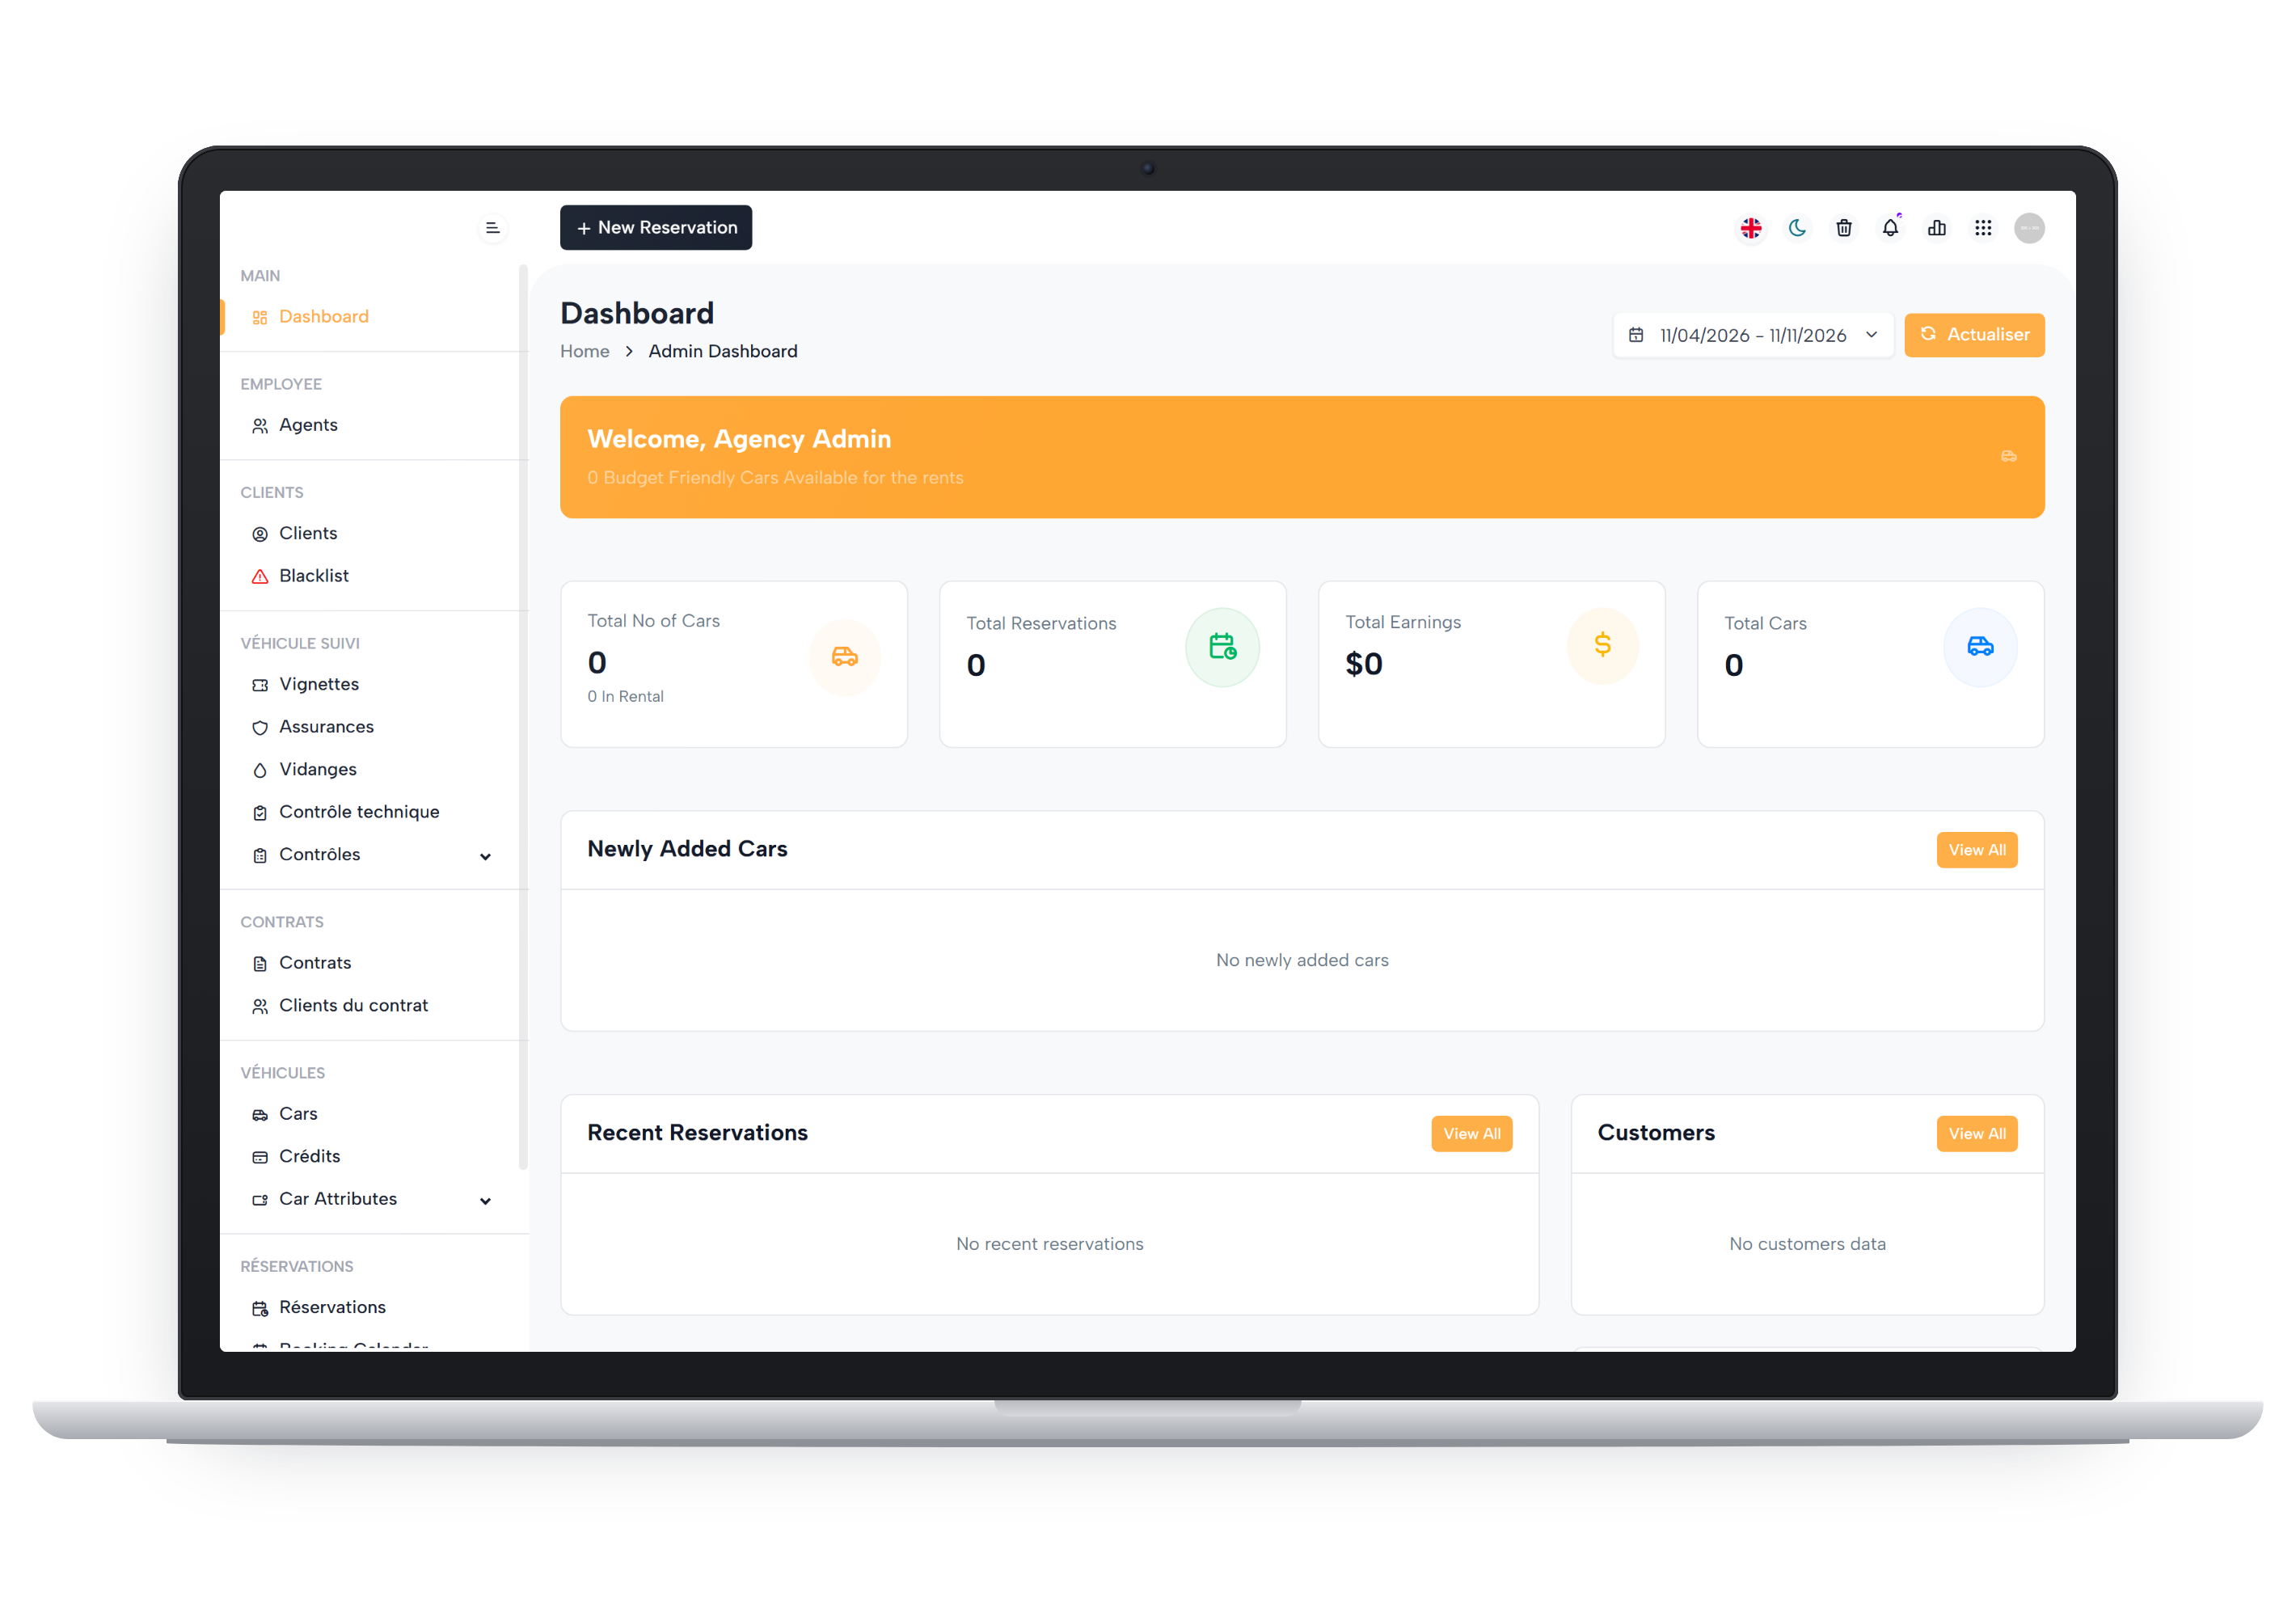 + New Reservation
MAIN
Dashboard
EMPLOYEE
Agents
CLIENTS
Clients
Blacklist
VÉHICULE SUIVI
Vignettes
Assurances
Vidanges
Contrôle technique
Contrôles
CONTRATS
Contrats
Clients du contrat
VÉHICULES
Cars
Crédits
Car Attributes
RÉSERVATIONS
Réservations
Booking Calendar
Dashboard
Home > Admin Dashboard
11/04/2026 - 11/11/2026
Actualiser
Welcome, Agency Admin
0 Budget Friendly Cars Available for the rents
Total No of Cars
0
0 In Rental
Total Reservations
0
Total Earnings
$0
Total Cars
0
Newly Added Cars
View All
No newly added cars
Recent Reservations
View All
No recent reservations
Customers
View All
No customers data